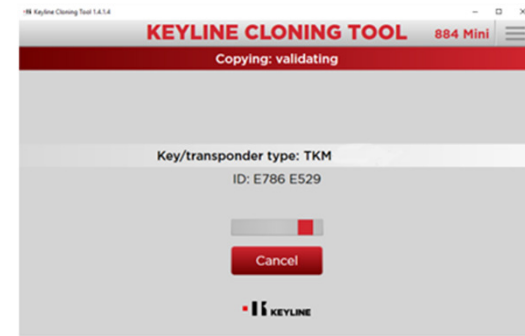 Keyline Cloning Tool 1.4.1.4
KEYLINE CLONING TOOL 884 Mini
Copying: validating
Key/transponder type: TKM
ID: E786 E529
Cancel
KEYLINE